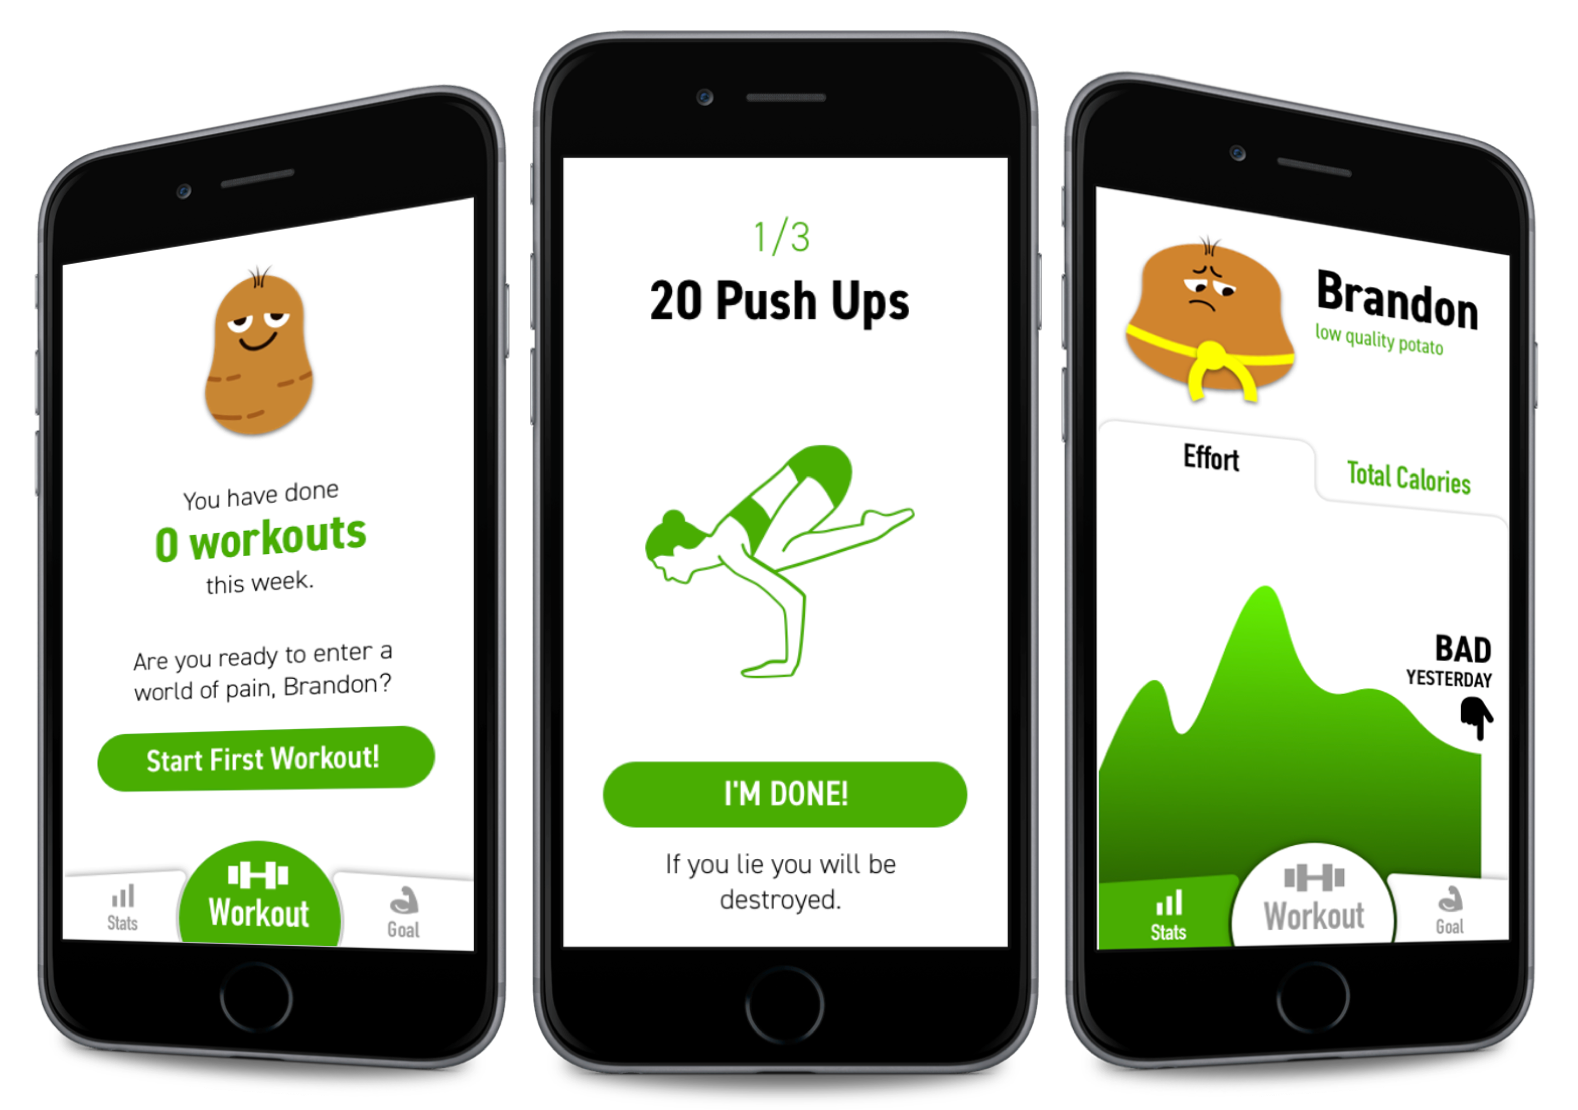 You have done
0 workouts
this week.
Are you ready to enter a
world of pain, Brandon?
Start First Workout!
Stats
Workout
Goal
1/3
20 Push Ups
I'M DONE!
If you lie you will be
destroyed.
Brandon
low quality potato
Effort
Total Calories
BAD
YESTERDAY
Stats
Workout
Goal